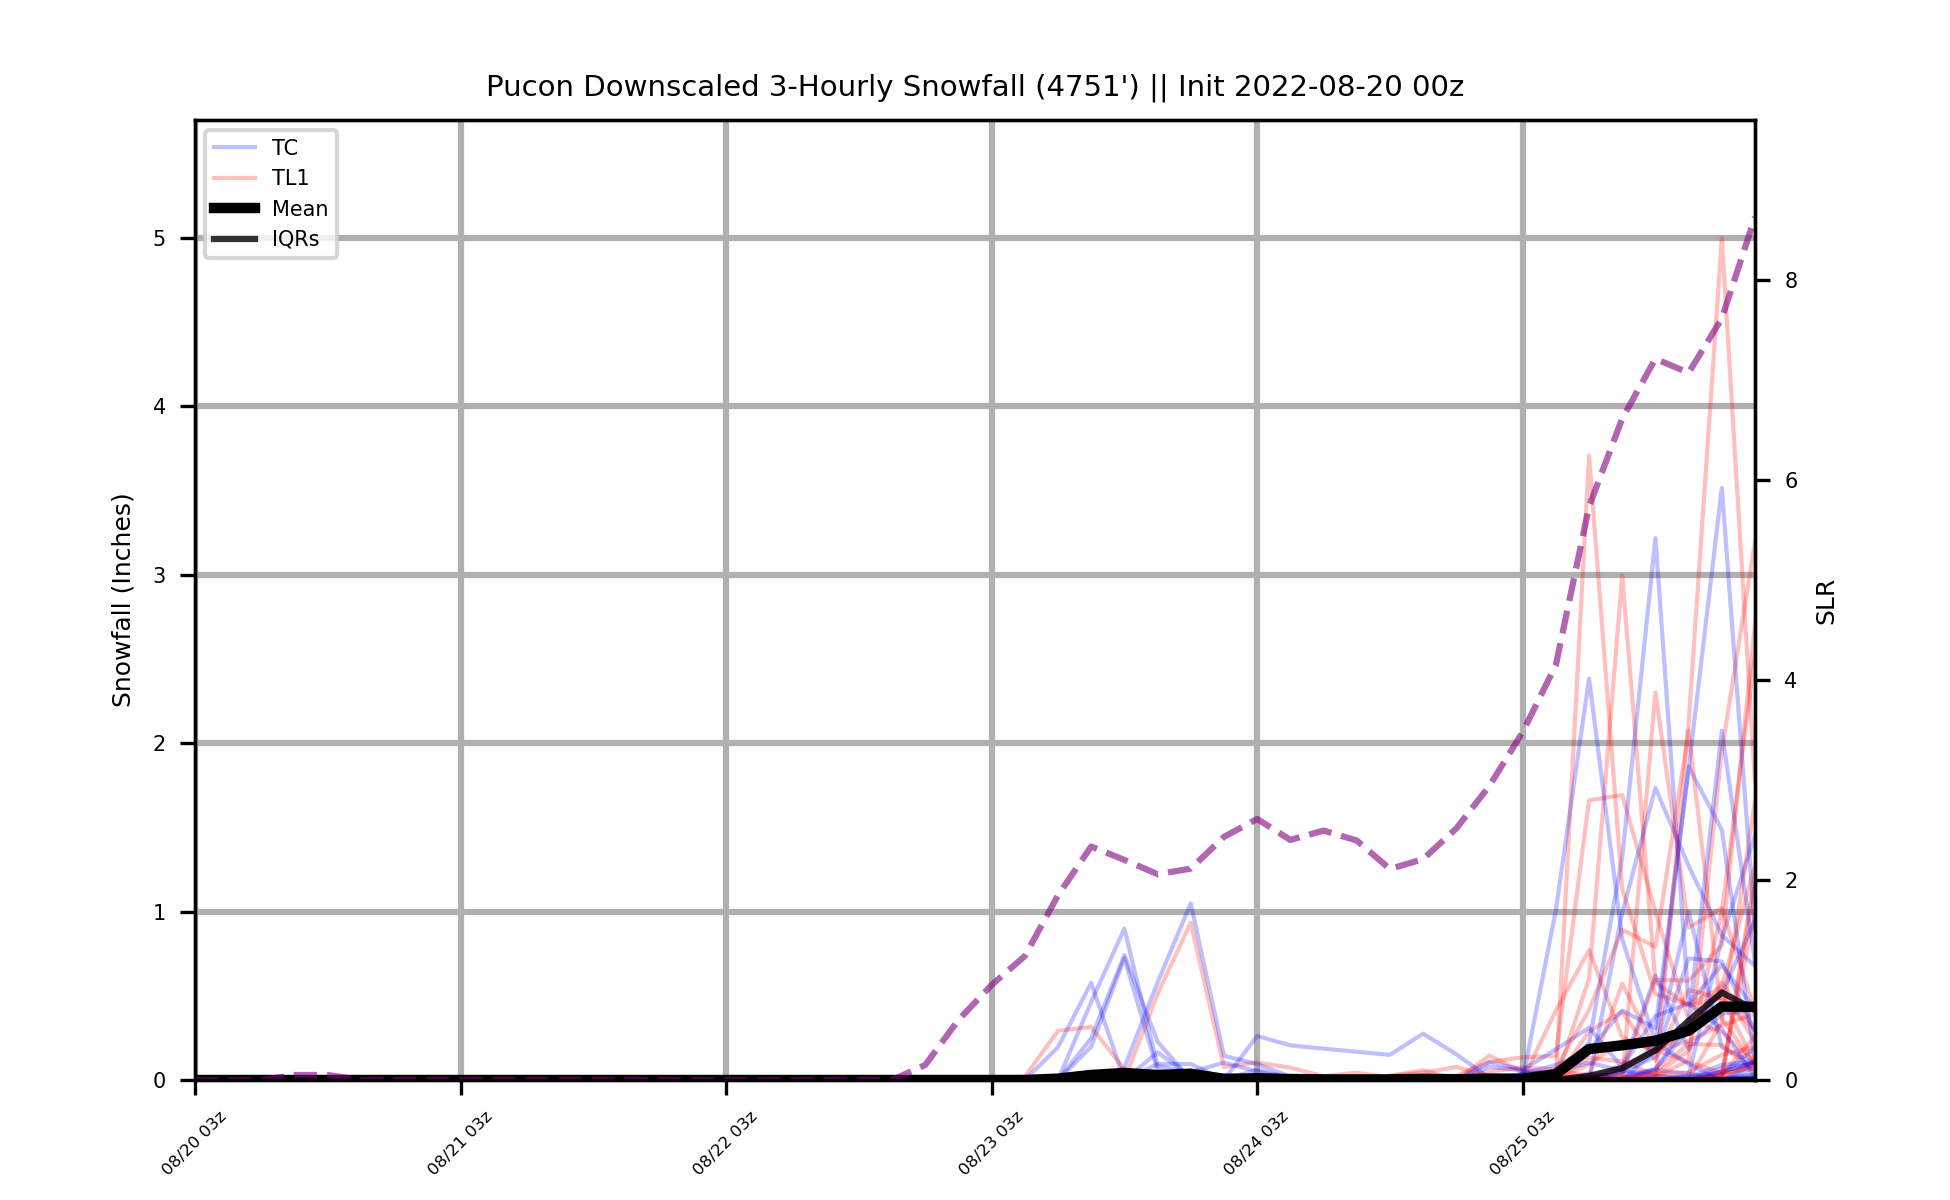 Pucon Downscaled 3-Hourly Snowfall (4751') || Init 2022-08-20 00z
TC
TL1
Mean
IQRs
5
4
3
2
1
0
Snowfall (Inches)
8
6
4
2
0
SLR
08/20 03z
08/21 03z
08/22 03z
08/23 03z
08/24 03z
08/25 03z